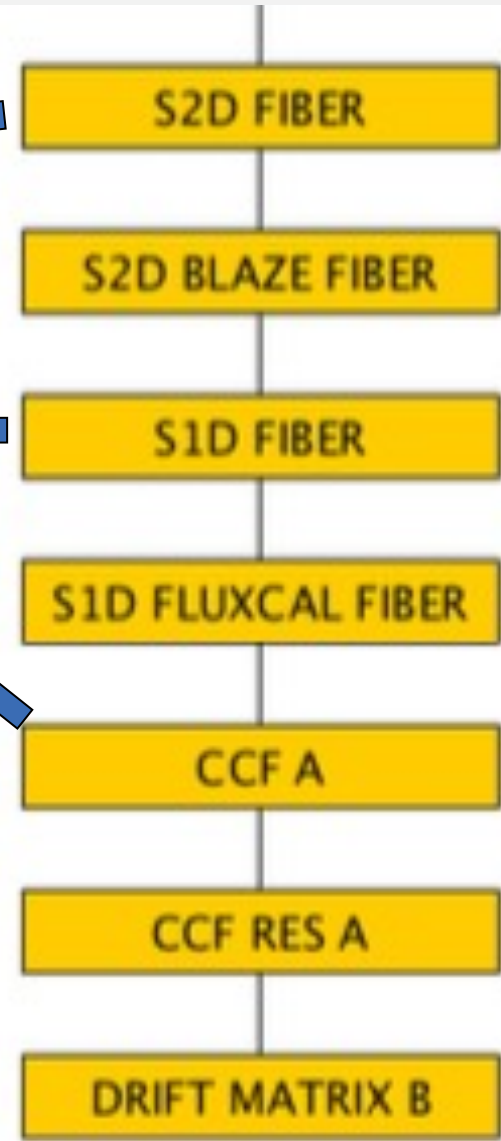 S2D FIBER
S2D BLAZE FIBER
S1D FIBER
S1D FLUXCAL FIBER
CCF A
CCF RES A
DRIFT MATRIX B